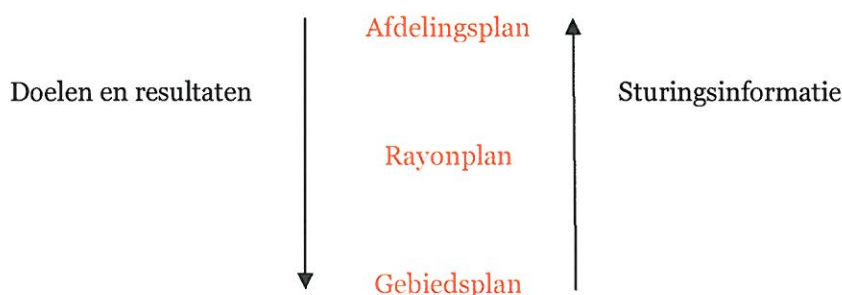 Afdelingsplan
Doelen en resultaten
Sturingsinformatie
Rayonplan
Gebiedsplan